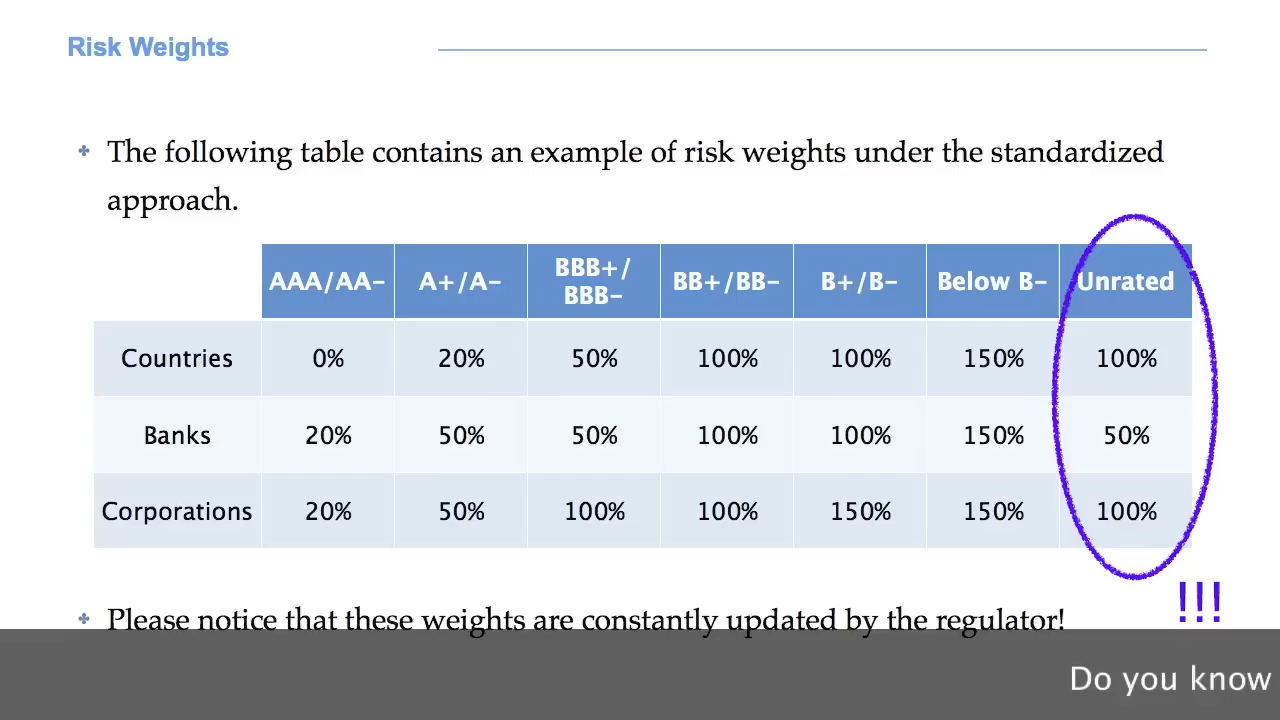 Risk Weights
The following table contains an example of risk weights under the standardized
approach.
AAA/AA- A+/A- BBB+/BBB- BB+/BB- B+/B- Below B- Unrated
Countries 0% 20% 50% 100% 100% 150% 100%
Banks 20% 50% 50% 100% 100% 150% 50%
Corporations 20% 50% 100% 100% 150% 150% 100%
!!!
Please notice that these weights are constantly updated by the regulator!
Do you know